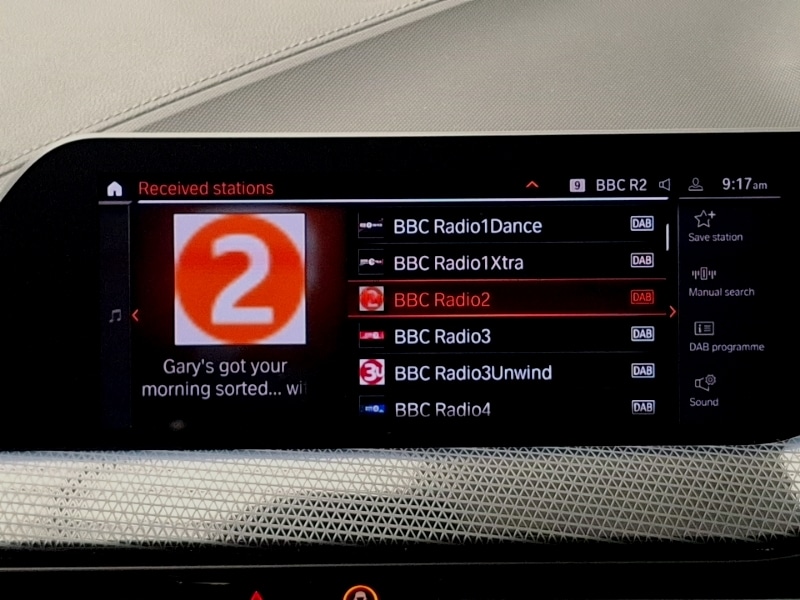 Received stations
9 BBC R2 9:17am
BBC Radio1Dance DAB
BBC Radio1Xtra DAB
BBC Radio2 DAB
BBC Radio3 DAB
BBC Radio3Unwind DAB
BBC Radio4 DAB
2
Gary's got your
morning sorted... wi
Save station
Manual search
DAB programme
Sound